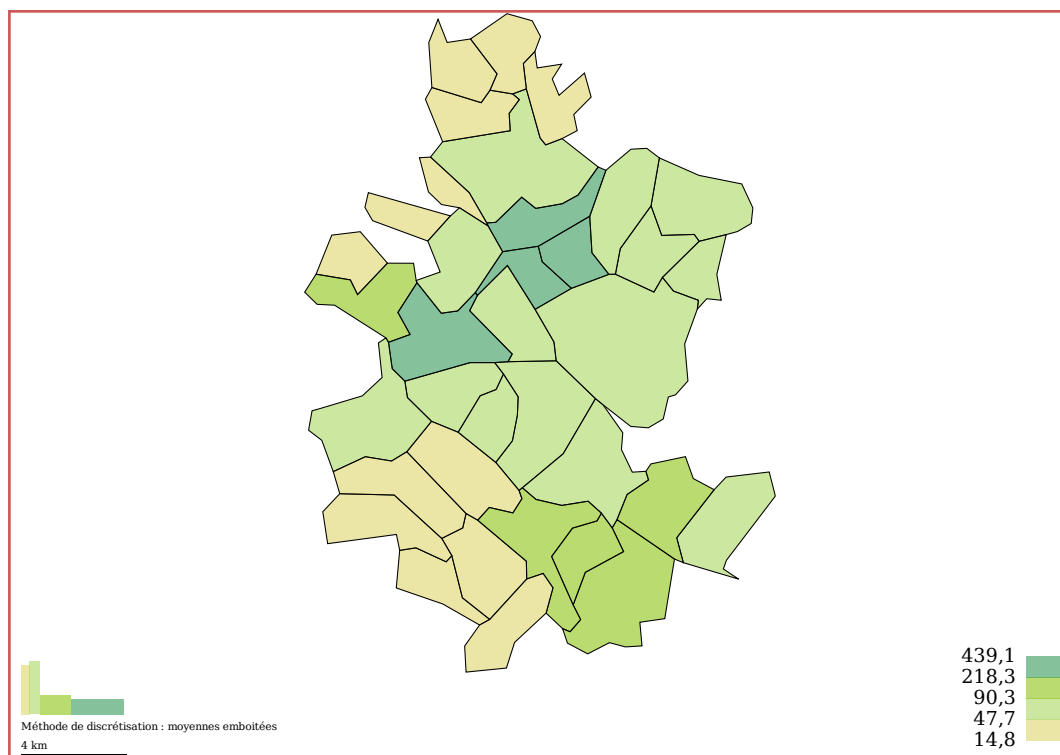 439,1
218,3
90,3
47,7
14,8
Méthode de discrétisation : moyennes emboitées
4 km